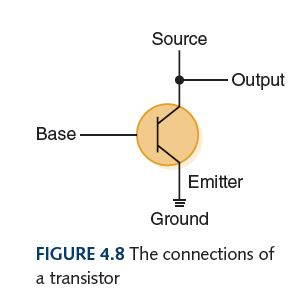 Source
Output
Base
Emitter
Ground
FIGURE 4.8 The connections of
a transistor